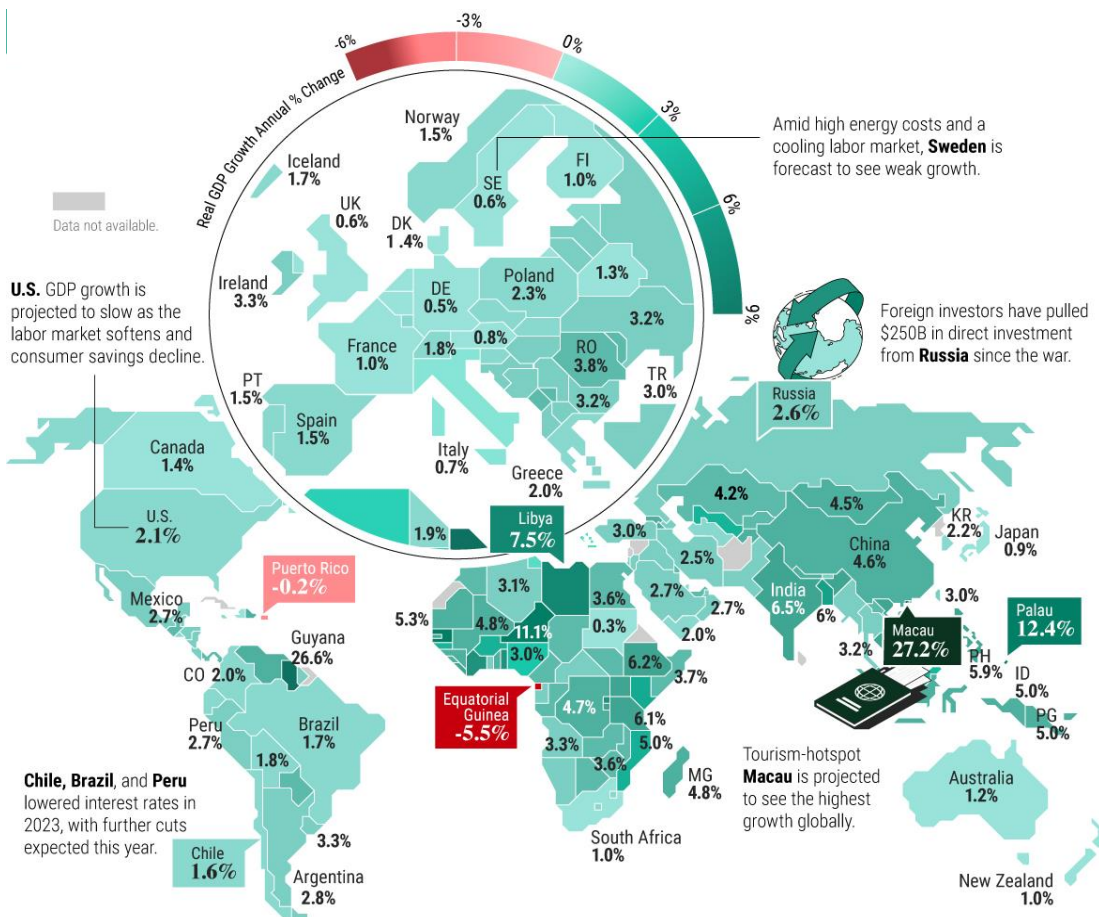 -6%
-3%
0%
3%
6%
9%
Real GDP Growth Annual % Change
Data not available.
Norway
1.5%
Iceland
1.7%
FI
1.0%
SE
0.6%
UK
0.6%
DK
1.4%
Ireland
3.3%
DE
0.5%
Poland
2.3%
1.3%
3.2%
France
1.0%
1.8%
0.8%
RO
3.8%
3.2%
TR
3.0%
PT
1.5%
Spain
1.5%
Italy
0.7%
Greece
2.0%
1.9%
Amid high energy costs and a
cooling labor market, Sweden is
forecast to see weak growth.
U.S. GDP growth is
projected to slow as the
labor market softens and
consumer savings decline.
Foreign investors have pulled
$250B in direct investment
from Russia since the war.
Russia
2.6%
Canada
1.4%
U.S.
2.1%
Puerto Rico
-0.2%
Mexico
2.7%
Guyana
26.6%
CO 2.0%
Peru
2.7%
Brazil
1.7%
1.8%
3.3%
Argentina
2.8%
Chile
1.6%
Chile, Brazil, and Peru
lowered interest rates in
2023, with further cuts
expected this year.
Libya
7.5%
3.0%
3.1%
3.6%
5.3%
4.8%
11.1%
0.3%
3.0%
6.2%
3.7%
Equatorial
Guinea
-5.5%
4.7%
6.1%
5.0%
3.3%
3.6%
MG
4.8%
South Africa
1.0%
4.2%
4.5%
2.5%
2.7%
2.7%
2.0%
China
4.6%
India
6.5%
6%
KR
2.2%
Japan
0.9%
3.0%
3.2%
Macau
27.2%
Palau
12.4%
PH
5.9%
ID
5.0%
PG
5.0%
Tourism-hotspot
Macau is projected
to see the highest
growth globally.
Australia
1.2%
New Zealand
1.0%